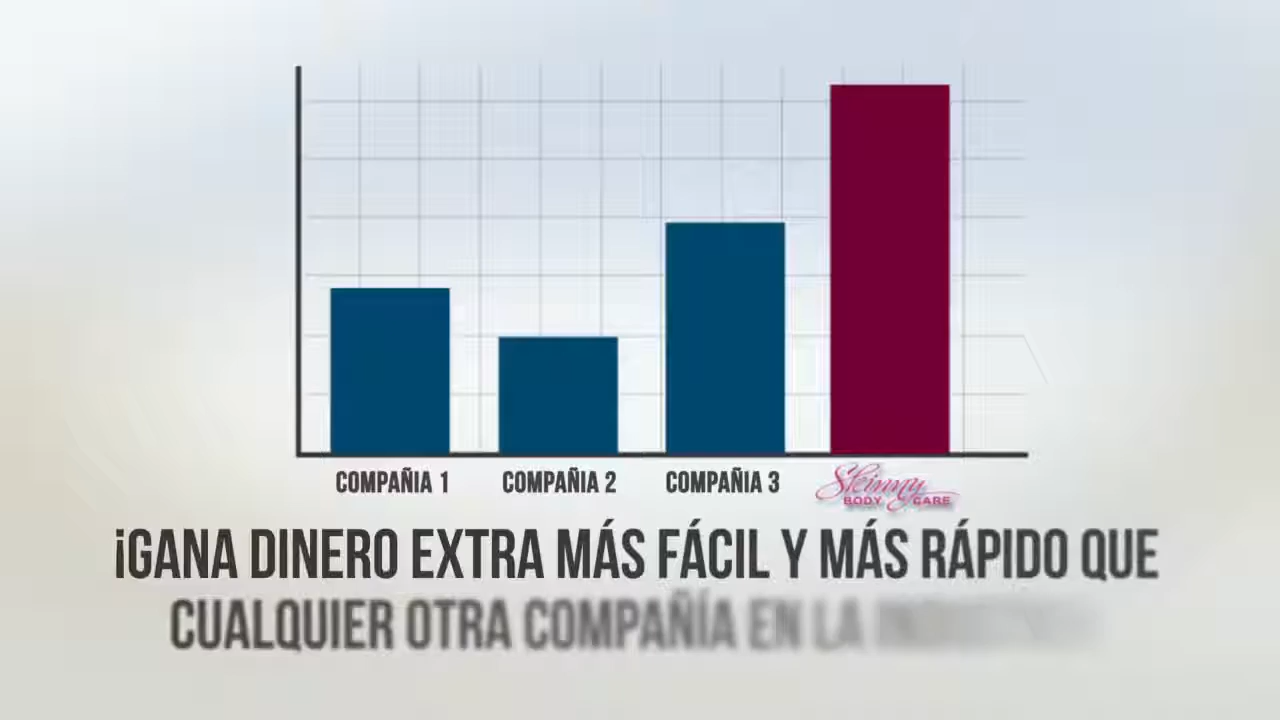 COMPAÑIA 1
COMPAÑIA 2
COMPAÑIA 3
Skinny
BODY CARE
¡GANA DINERO EXTRA MÁS FÁCIL Y MÁS RÁPIDO QUE
CUALQUIER OTRA COMPAÑÍA EN LA